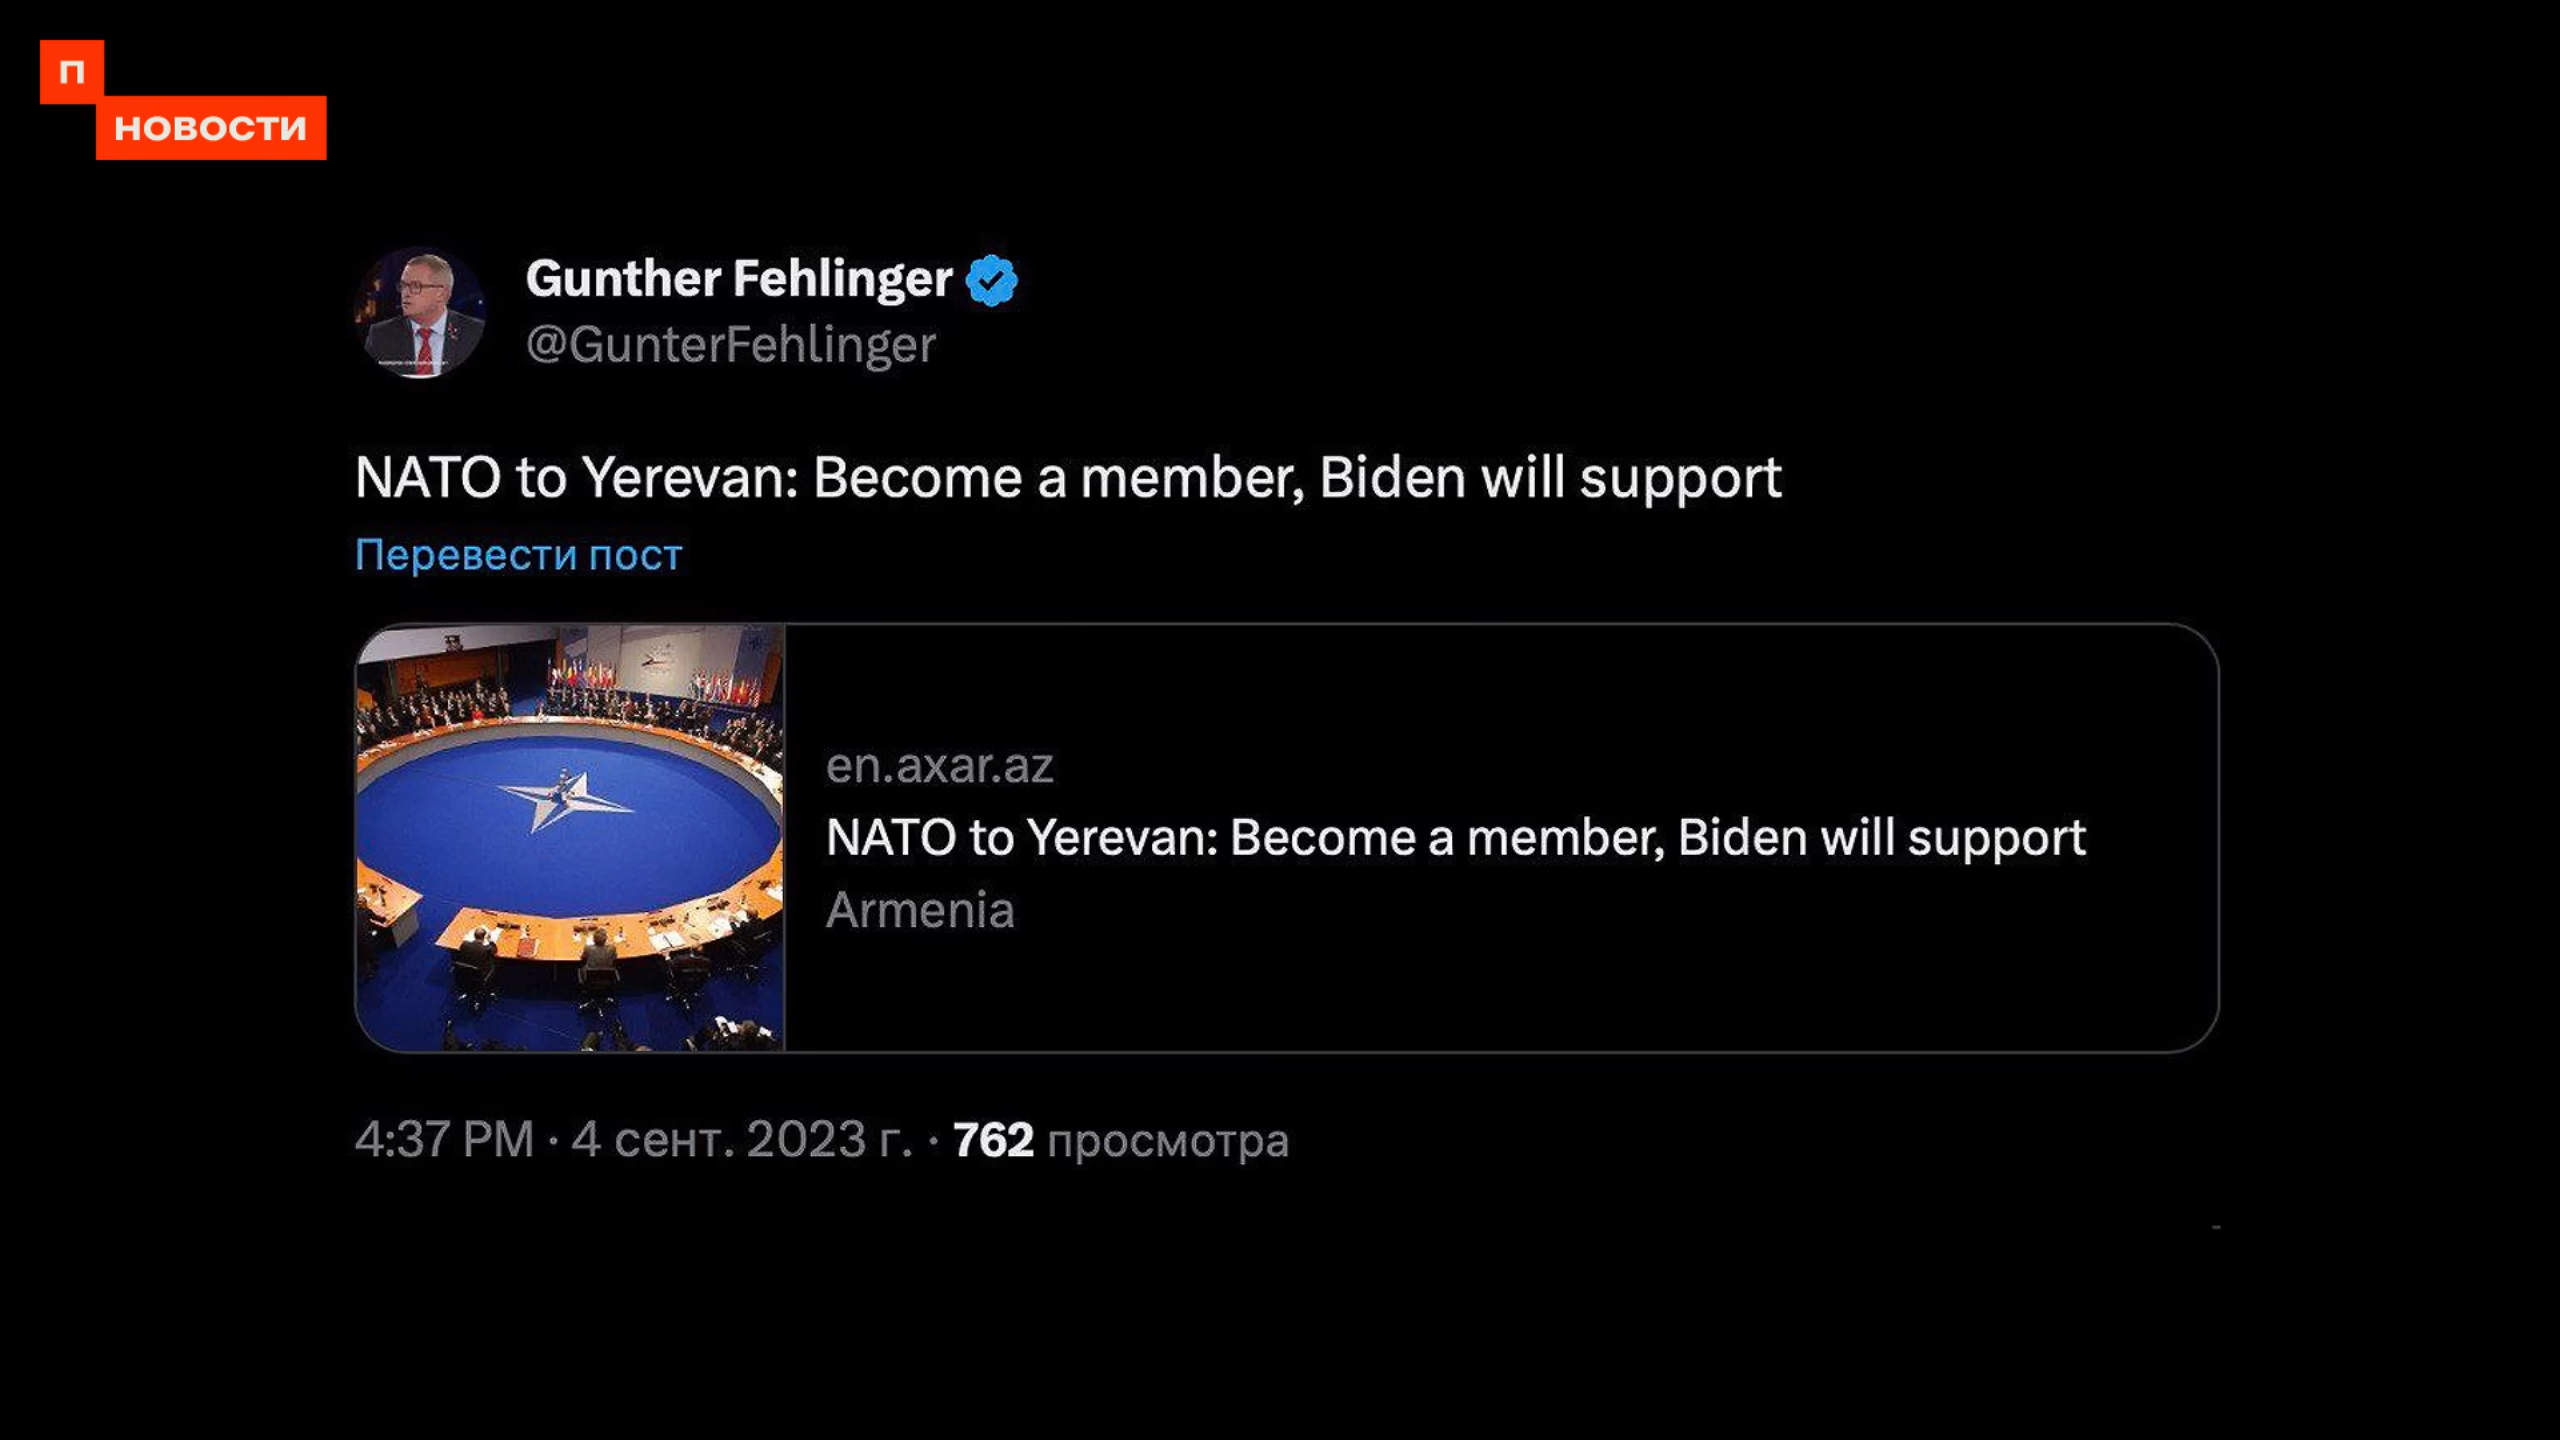 П
НОВОСТИ
Gunther Fehlinger
@GunterFehlinger
NATO to Yerevan: Become a member, Biden will support
Перевести пост
en.axar.az
NATO to Yerevan: Become a member, Biden will support
Armenia
4:37 PM · 4 сент. 2023 г. · 762 просмотра